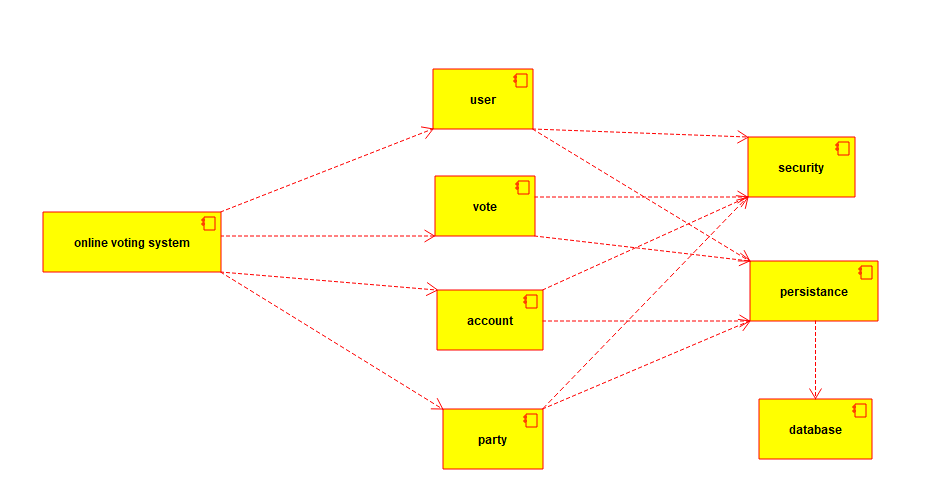 user
security
vote
online voting system
persistance
account
database
party